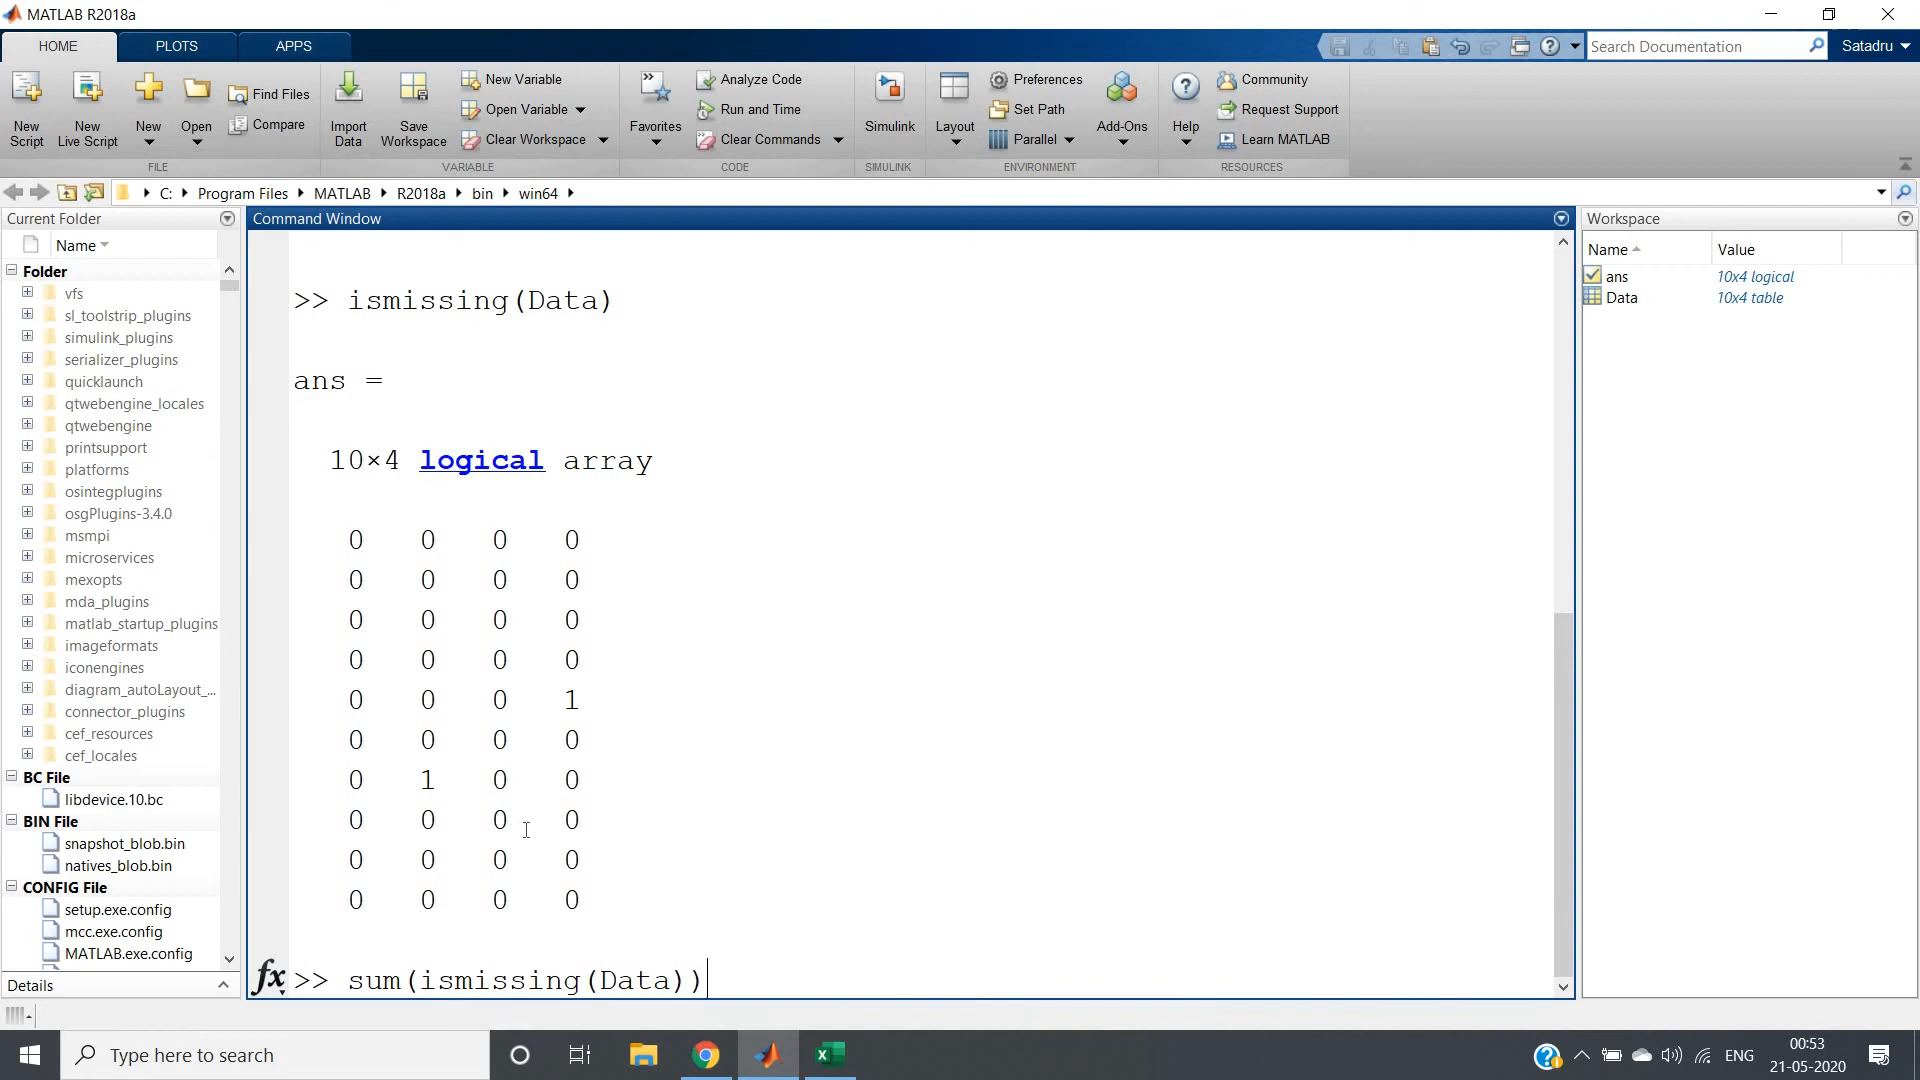 MATLAB R2018a
HOME PLOTS APPS
Search Documentation
Satadru
New Script
New Live Script
New
Open
Find Files
Compare
FILE
Import Data
Save Workspace
New Variable
Open Variable
Clear Workspace
VARIABLE
Favorites
Analyze Code
Run and Time
Clear Commands
CODE
Simulink
SIMULINK
Layout
Preferences
Set Path
Parallel
Add-Ons
ENVIRONMENT
Help
Community
Request Support
Learn MATLAB
RESOURCES
C: Program Files MATLAB R2018a bin win64
Current Folder
Name
Folder
vfs
sl_toolstrip_plugins
simulink_plugins
serializer_plugins
quicklaunch
qtwebengine_locales
qtwebengine
printsupport
platforms
osintegplugins
osgPlugins-3.4.0
msmpi
microservices
mexopts
mda_plugins
matlab_startup_plugins
imageformats
iconengines
diagram_autoLayout_...
connector_plugins
cef_resources
cef_locales
BC File
libdevice.10.bc
BIN File
snapshot_blob.bin
natives_blob.bin
CONFIG File
setup.exe.config
mcc.exe.config
MATLAB.exe.config
Details
Command Window
>> ismissing(Data)
ans =
10×4 logical array
0 0 0 0
0 0 0 0
0 0 0 0
0 0 0 0
0 0 0 1
0 0 0 0
0 1 0 0
0 0 0 0
0 0 0 0
0 0 0 0
fx >> sum(ismissing(Data))
Workspace
Name Value
ans 10x4 logical
Data 10x4 table
Type here to search
ENG
00:53
21-05-2020